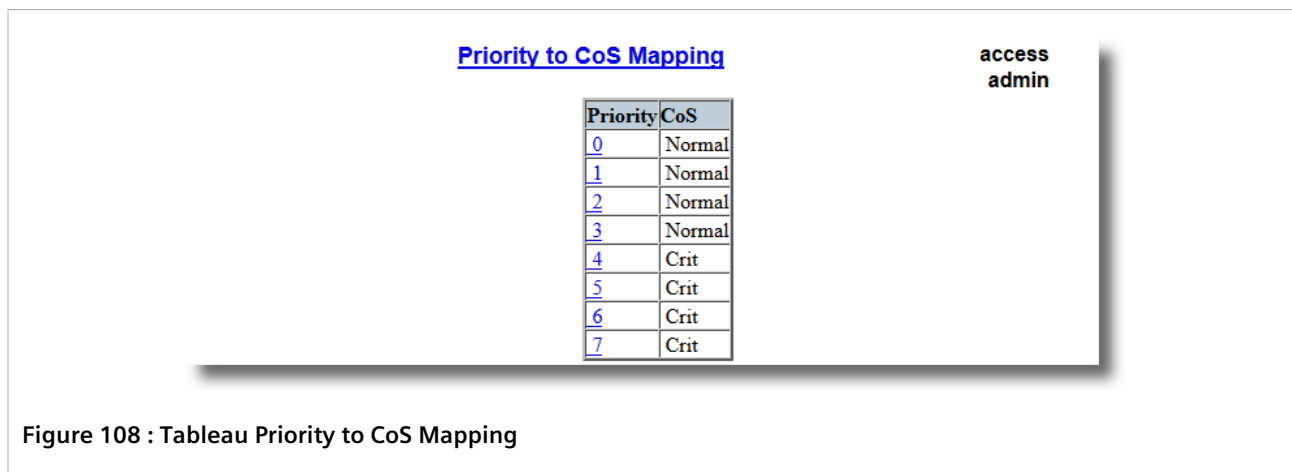 Priority to CoS Mapping
access
admin
Priority CoS
0 Normal
1 Normal
2 Normal
3 Normal
4 Crit
5 Crit
6 Crit
7 Crit
Figure 108 : Tableau Priority to CoS Mapping